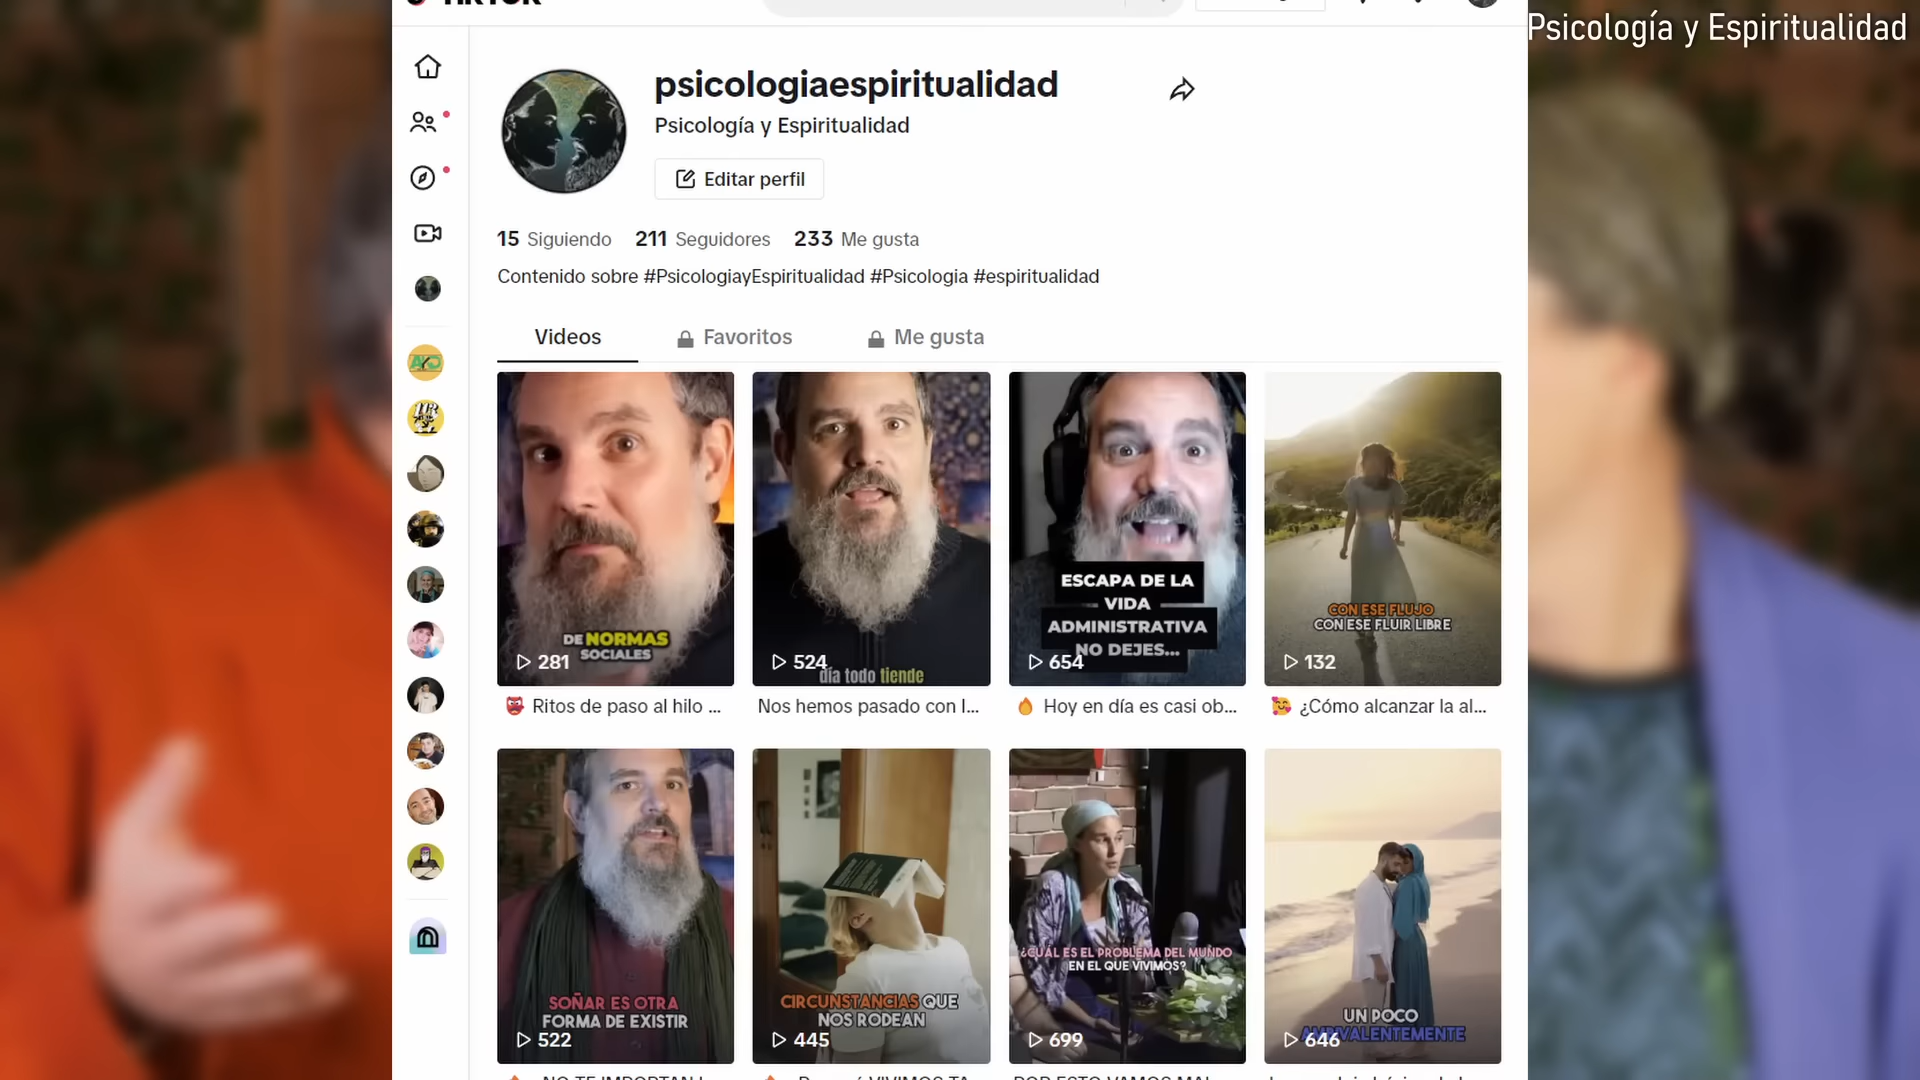 Psicología y Espiritualidad
psicologiaespiritualidad
Psicología y Espiritualidad
Editar perfil
15 Siguiendo 211 Seguidores 233 Me gusta
Contenido sobre #PsicologiayEspiritualidad #Psicologia #espiritualidad
Videos Favoritos Me gusta
DE NORMAS
SOCIALES
281
día todo tiende
524
ESCAPA DE LA
VIDA
ADMINISTRATIVA
NO DEJES...
654
CON ESE FLUJO
CON ESE FLUIR LIBRE
132
Ritos de paso al hilo ...
Nos hemos pasado con l...
Hoy en día es casi ob...
¿Cómo alcanzar la al...
SOÑAR ES OTRA
FORMA DE EXISTIR
522
CIRCUNSTANCIAS QUE
NOS RODEAN
445
¿CUÁL ES EL PROBLEMA DEL MUNDO
EN EL QUE VIVIMOS?
699
UN POCO
AMBIVALENTEMENTE
646